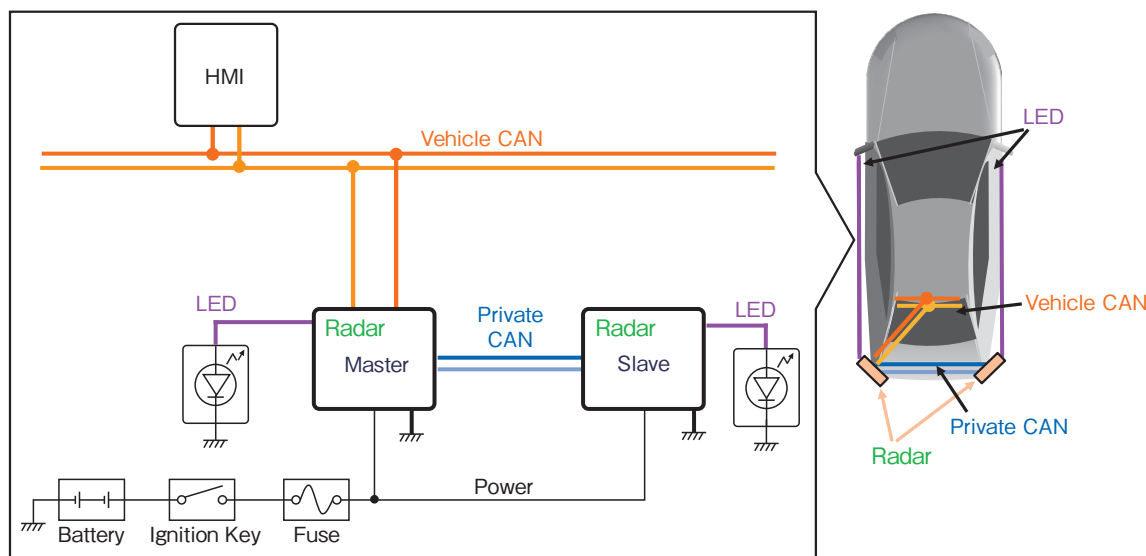 HMI
Vehicle CAN
LED
Radar
Master
Private
CAN
Radar
Slave
LED
Power
Battery
Ignition Key
Fuse
LED
Vehicle CAN
Private CAN
Radar